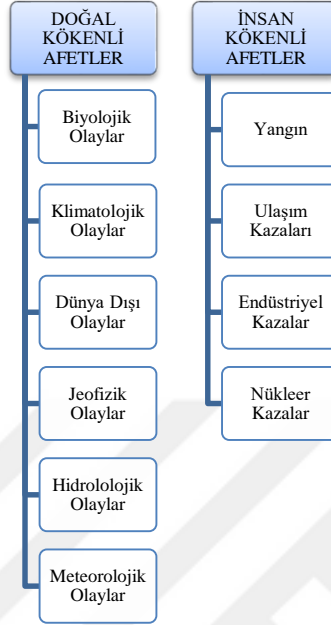 DOĞAL
KÖKENLİ
AFETLER
Biyolojik
Olaylar
Klimatolojik
Olaylar
Dünya Dışı
Olaylar
Jeofizik
Olaylar
Hidrololojik
Olaylar
Meteorolojik
Olaylar
İNSAN
KÖKENLİ
AFETLER
Yangın
Ulaşım
Kazaları
Endüstriyel
Kazalar
Nükleer
Kazalar